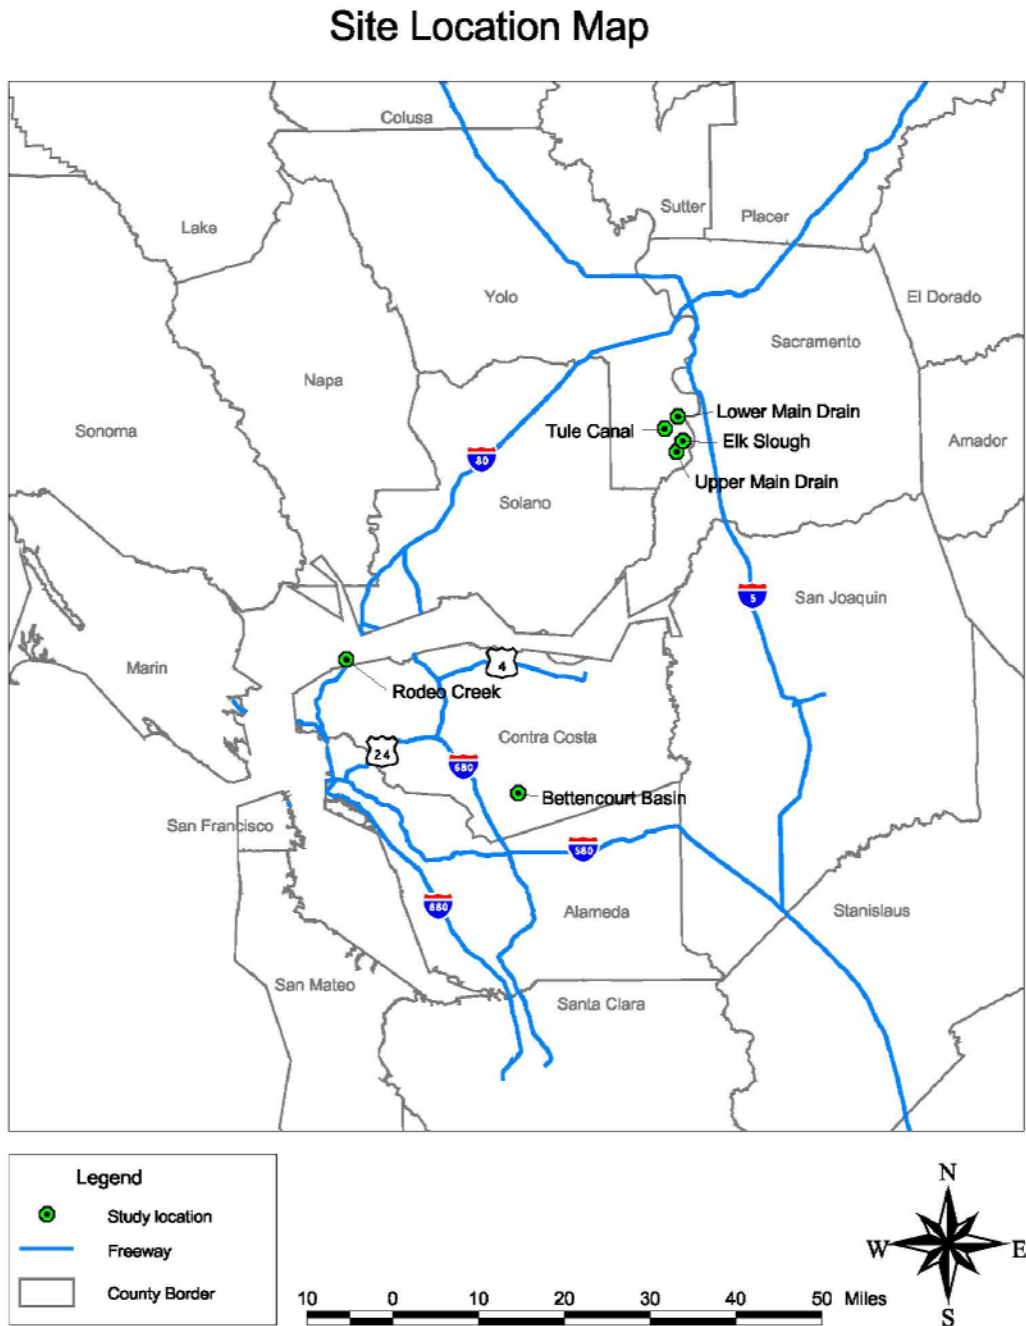 Site Location Map
Colusa
Sutter
Placer
Lake
Yolo
El Dorado
Sacramento
Napa
Lower Main Drain
Sonoma
Tule Canal
Elk Slough
Amador
80
Upper Main Drain
Solano
5
San Joaquin
Marin
4
Rodeo Creek
Contra Costa
24
680
Bettencourt Basin
San Francisco
580
880
Alameda
Stanislaus
San Mateo
Santa Clara
Legend
Study location
Freeway
County Border
N
W
E
S
10 0 10 20 30 40 50 Miles